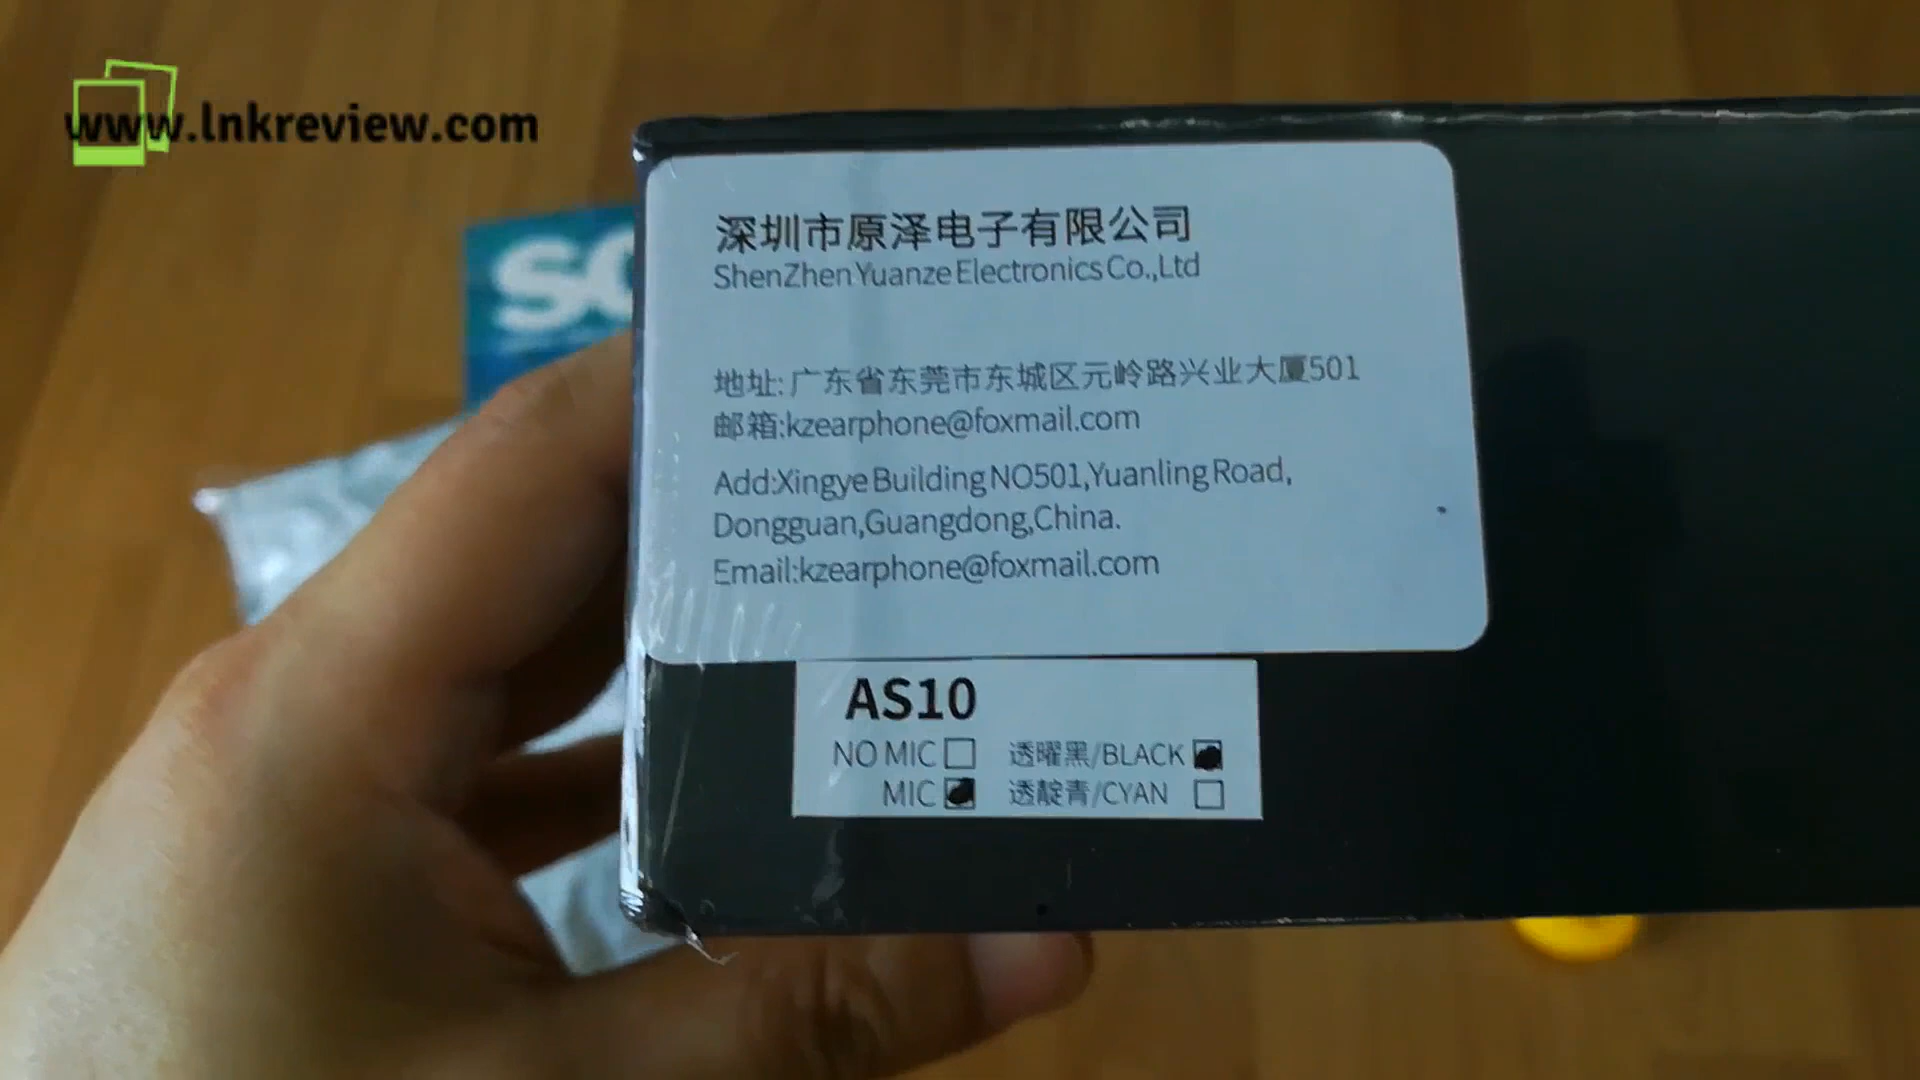 www.lnkreview.com
深圳市原泽电子有限公司
ShenZhen Yuanze Electronics Co.,Ltd
地址:广东省东莞市东城区元岭路兴业大厦501
邮箱:kzearphone@foxmail.com
Add:Xingye Building NO501,Yuanling Road,
Dongguan,Guangdong,China.
Email:kzearphone@foxmail.com
AS10
NO MIC 透曜黑/BLACK
MIC 透靛青/CYAN